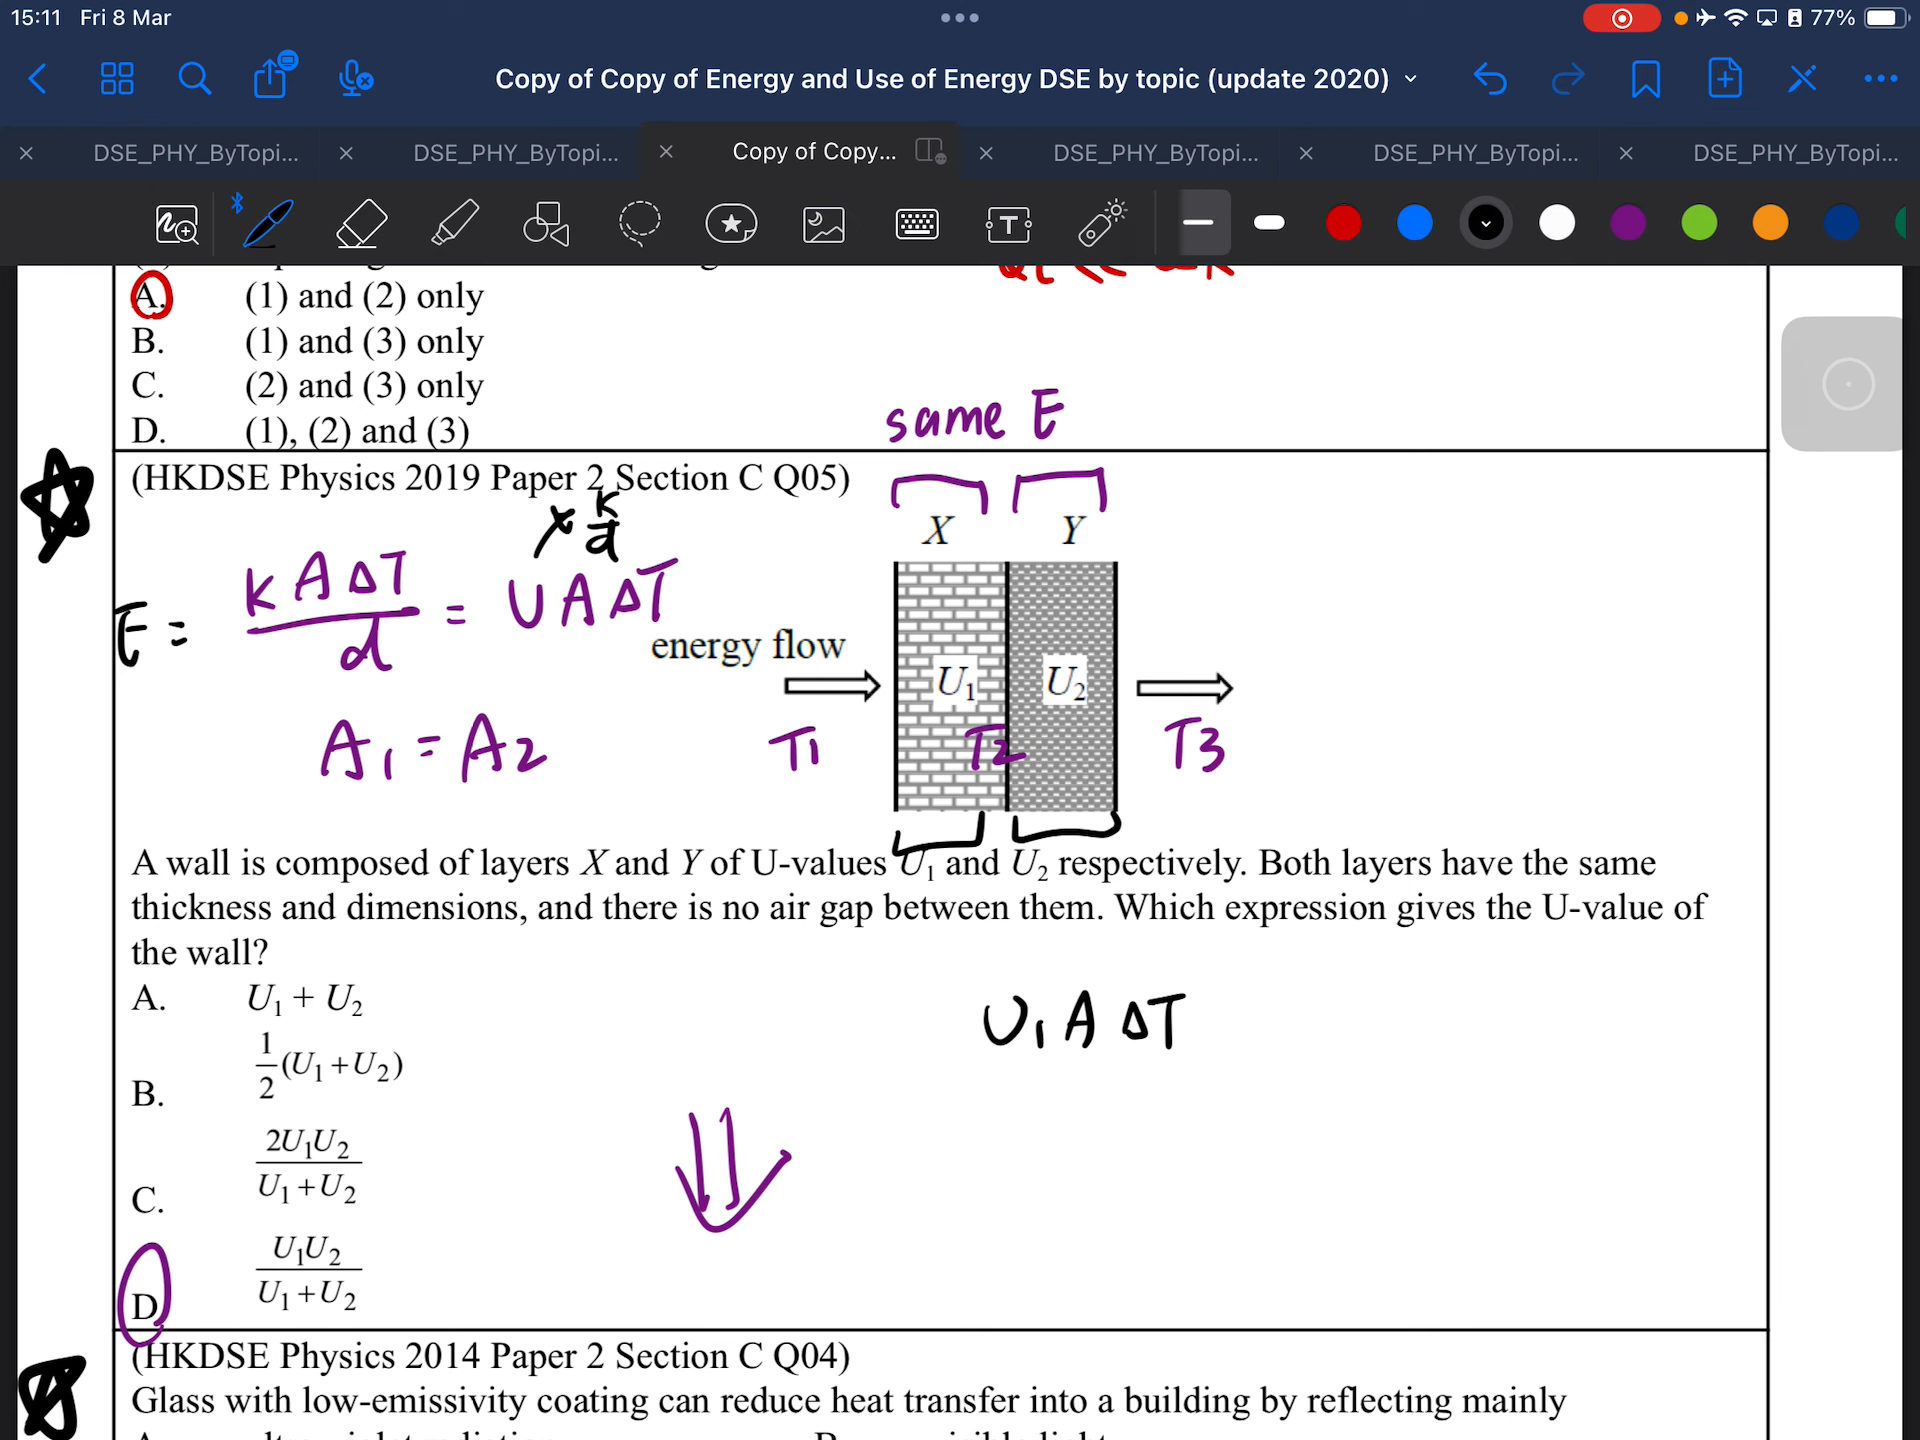 15:11 Fri 8 Mar
77%
Copy of Copy of Energy and Use of Energy DSE by topic (update 2020)
DSE_PHY_ByTopi...
DSE_PHY_ByTopi...
Copy of Copy...
DSE_PHY_ByTopi...
DSE_PHY_ByTopi...
DSE_PHY_ByTopi...
A. (1) and (2) only
B. (1) and (3) only
C. (2) and (3) only
D. (1), (2) and (3)
same E
(HKDSE Physics 2019 Paper 2 Section C Q05)
X Y
k/d
E = kAΔT/d = UAΔT
energy flow
U₁ U₂
A₁ = A₂
T1 T2 T3
A wall is composed of layers X and Y of U-values U₁ and U₂ respectively. Both layers have the same
thickness and dimensions, and there is no air gap between them. Which expression gives the U-value of
the wall?
A. U₁ + U₂
U₁ A ΔT
B. 1/2 (U₁ + U₂)
C. 2U₁U₂ / U₁ + U₂
D. U₁U₂ / U₁ + U₂
(HKDSE Physics 2014 Paper 2 Section C Q04)
Glass with low-emissivity coating can reduce heat transfer into a building by reflecting mainly